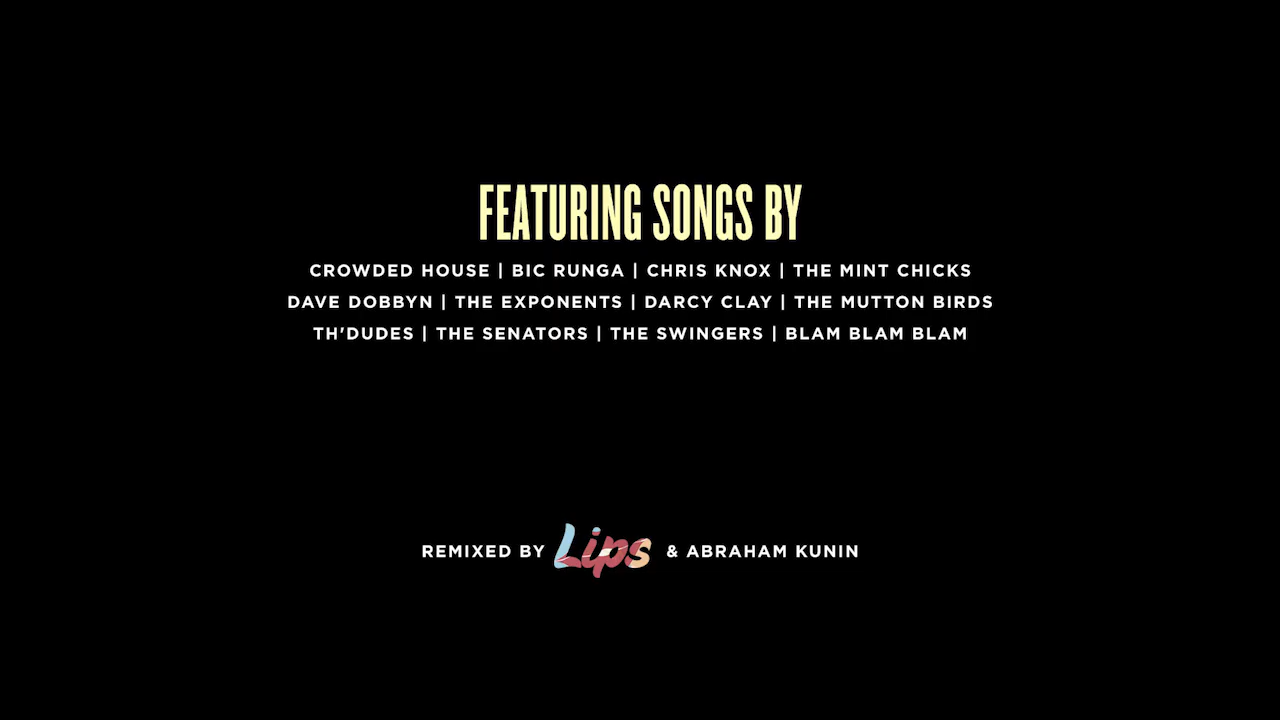 FEATURING SONGS BY
CROWDED HOUSE | BIC RUNGA | CHRIS KNOX | THE MINT CHICKS
DAVE DOBBYN | THE EXPONENTS | DARCY CLAY | THE MUTTON BIRDS
TH'DUDES | THE SENATORS | THE SWINGERS | BLAM BLAM BLAM
REMIXED BY Lips & ABRAHAM KUNIN